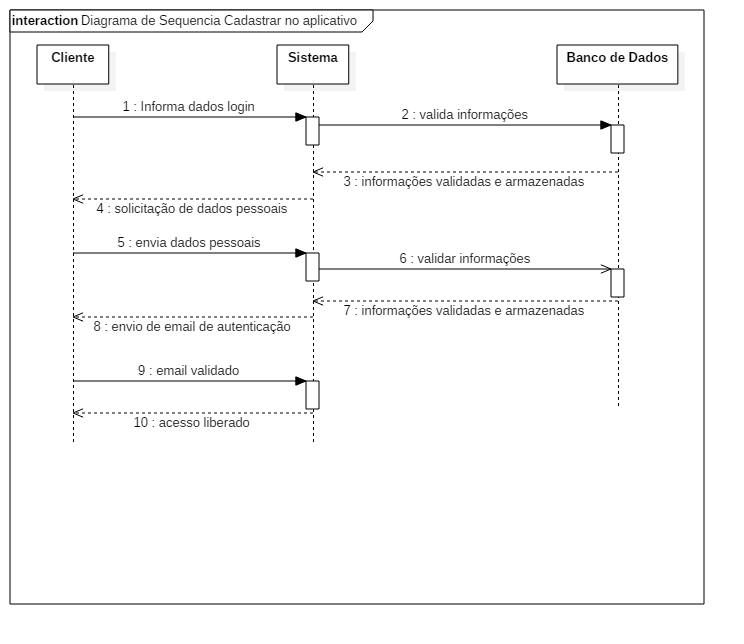 interaction Diagrama de Sequencia Cadastrar no aplicativo
Cliente
Sistema
Banco de Dados
1 : Informa dados login
2 : valida informações
3 : informações validadas e armazenadas
4 : solicitação de dados pessoais
5 : envia dados pessoais
6 : validar informações
7 : informações validadas e armazenadas
8 : envio de email de autenticação
9 : email validado
10 : acesso liberado